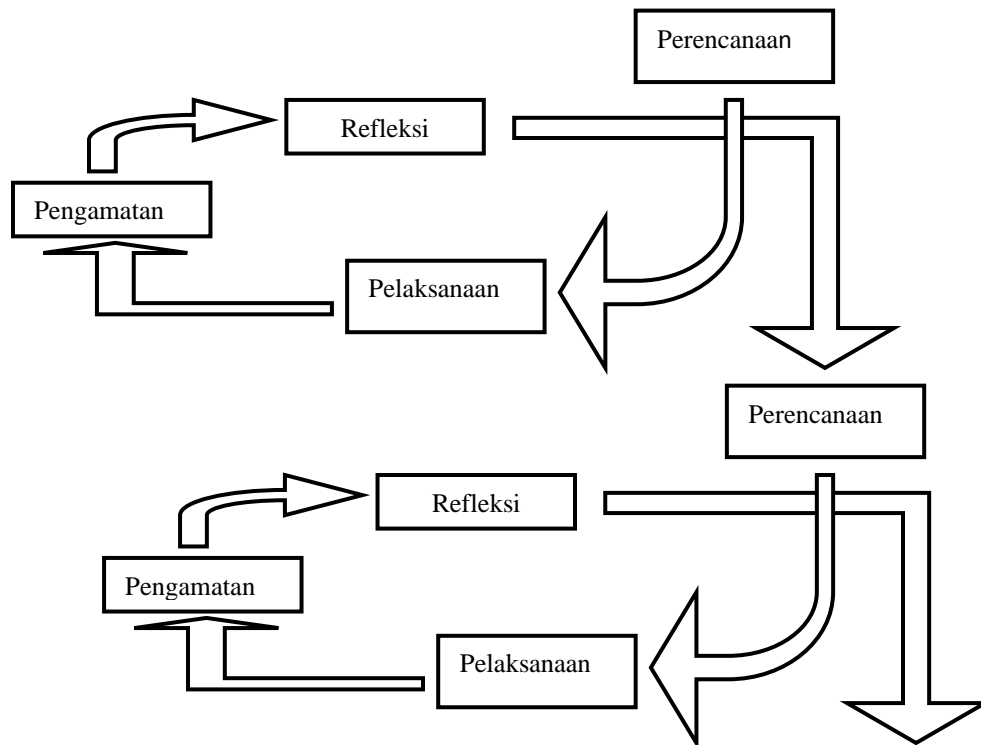 Perencanaan
Refleksi
Pengamatan
Pelaksanaan
Perencanaan
Refleksi
Pengamatan
Pelaksanaan